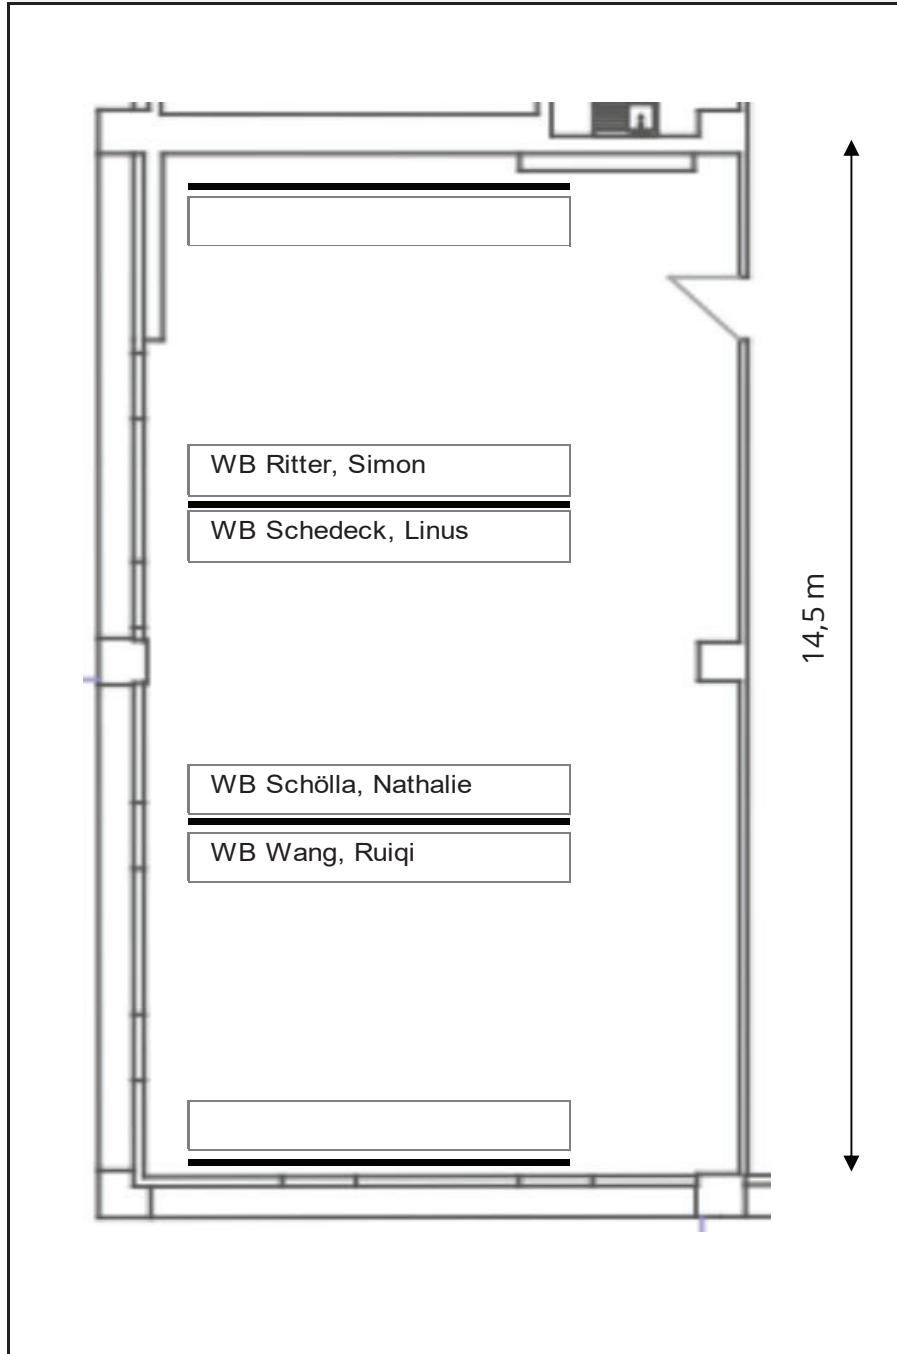 WB Ritter, Simon
WB Schedeck, Linus
14,5 m
WB Schölla, Nathalie
WB Wang, Ruiqi